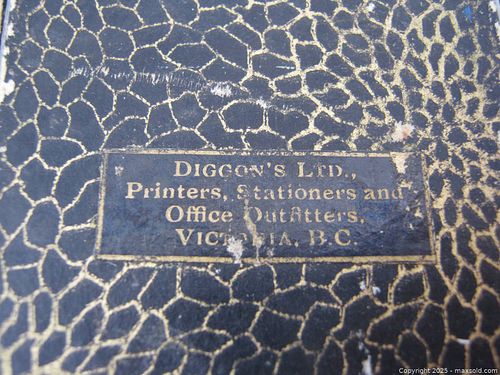 DIGGON'S LTD.,
Printers, Stationers and
Office Outfitters,
VICTORIA, B.C.
Copyright 2025 - maxsold.com